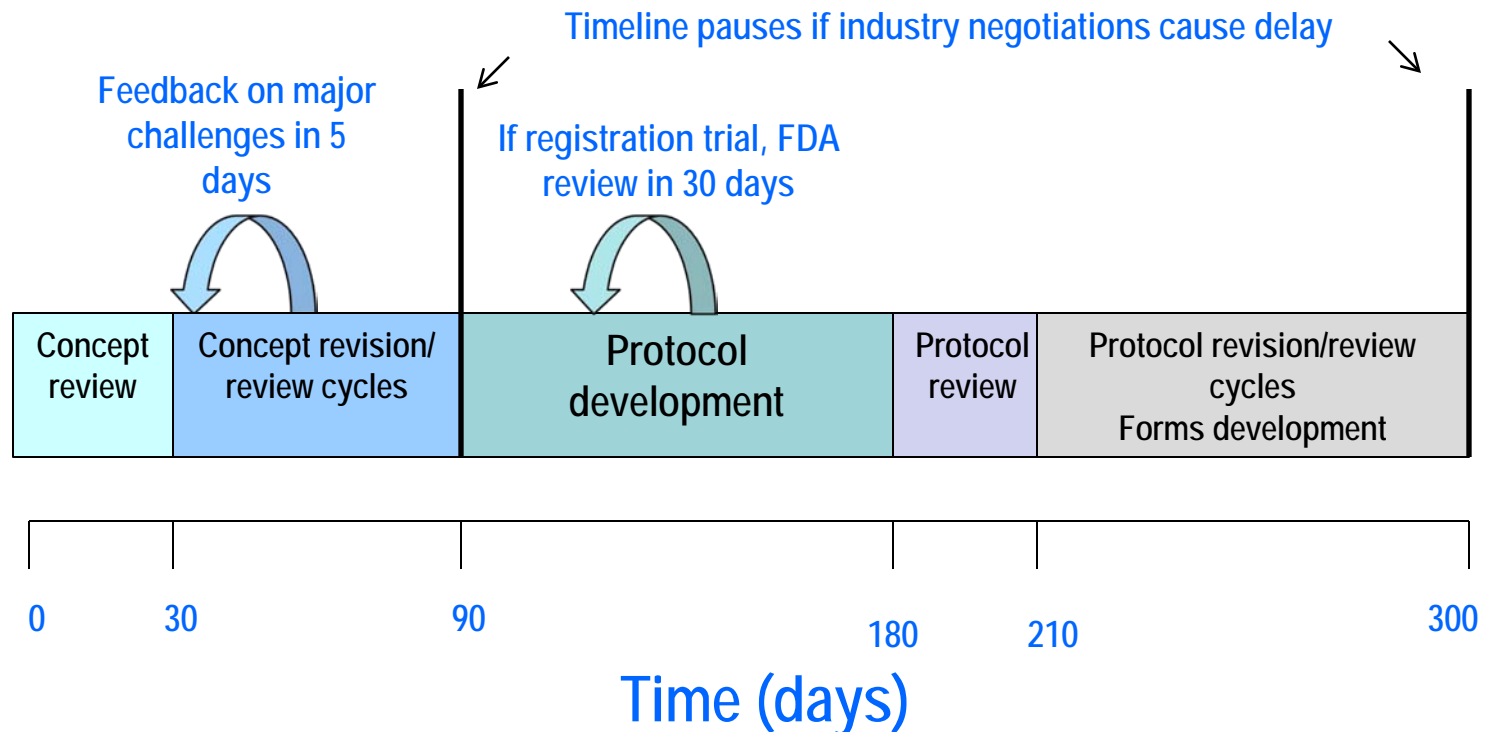 Timeline pauses if industry negotiations cause delay
Feedback on major
challenges in 5
days
If registration trial, FDA
review in 30 days
Concept
review
Concept revision/
review cycles
Protocol
development
Protocol
review
Protocol revision/review
cycles
Forms development
0
30
90
180
210
300
Time (days)